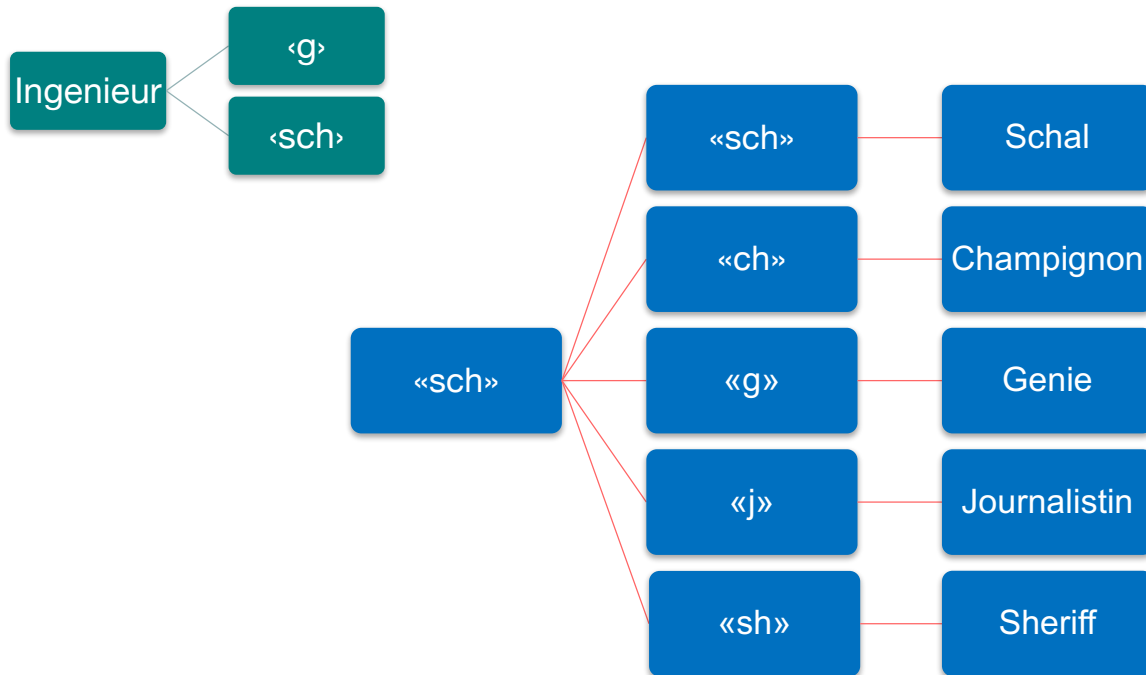 Ingenieur
‹g›
‹sch›
«sch»
«sch»
Schal
«ch»
Champignon
«g»
Genie
«j»
Journalistin
«sh»
Sheriff